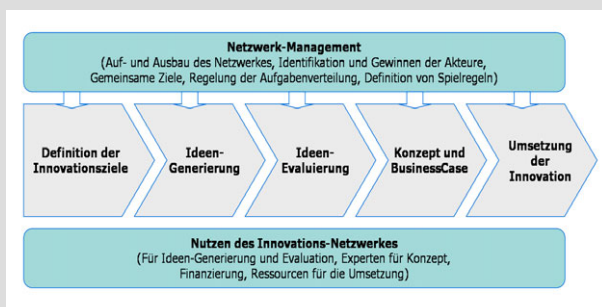 Netzwerk-Management
(Auf- und Ausbau des Netzwerkes, Identifikation und Gewinnen der Akteure,
Gemeinsame Ziele, Regelung der Aufgabenverteilung, Definition von Spielregeln)
Definition der
Innovationsziele
Ideen-
Generierung
Ideen-
Evaluierung
Konzept und
BusinessCase
Umsetzung
der
Innovation
Nutzen des Innovations-Netzwerkes
(Für Ideen-Generierung und Evaluation, Experten für Konzept,
Finanzierung, Ressourcen für die Umsetzung)